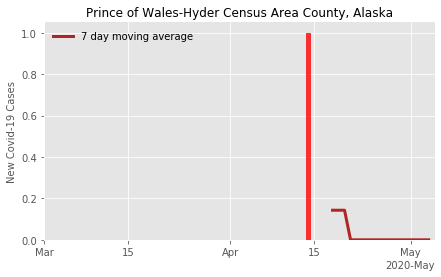 Prince of Wales-Hyder Census Area County, Alaska
7 day moving average
New Covid-19 Cases
1.0
0.8
0.6
0.4
0.2
0.0
Mar 15 Apr 15 May
2020-May